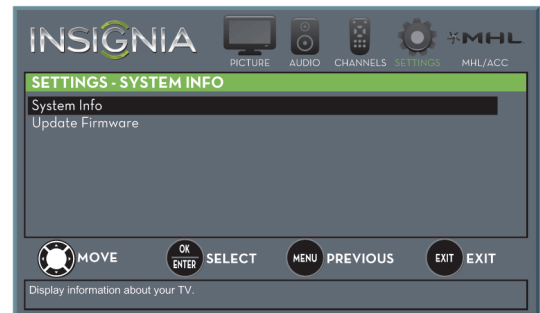 INSIGNIA
PICTURE AUDIO CHANNELS SETTINGS MHL MHL/ACC
SETTINGS - SYSTEM INFO
System Info
Update Firmware
MOVE OK ENTER SELECT MENU PREVIOUS EXIT EXIT
Display information about your TV.